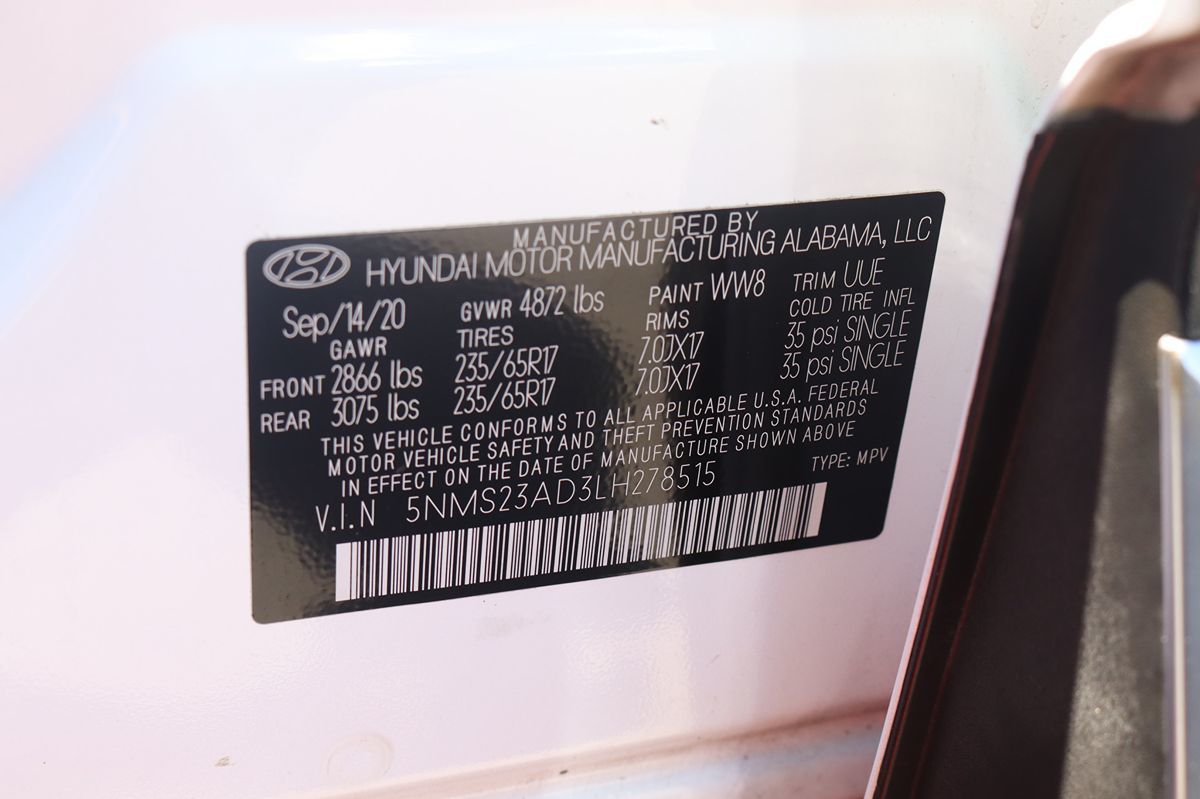 MANUFACTURED BY
HYUNDAI MOTOR MANUFACTURING ALABAMA, LLC
Sep/14/20 GVWR 4872 lbs PAINT WW8 TRIM UUE
GAWR TIRES RIMS COLD TIRE INFL
FRONT 2866 lbs 235/65R17 7.0JX17 35 psi SINGLE
REAR 3075 lbs 235/65R17 7.0JX17 35 psi SINGLE
THIS VEHICLE CONFORMS TO ALL APPLICABLE U.S.A. FEDERAL
MOTOR VEHICLE SAFETY AND THEFT PREVENTION STANDARDS
IN EFFECT ON THE DATE OF MANUFACTURE SHOWN ABOVE
V.I.N 5NMS23AD3LH278515 TYPE: MPV